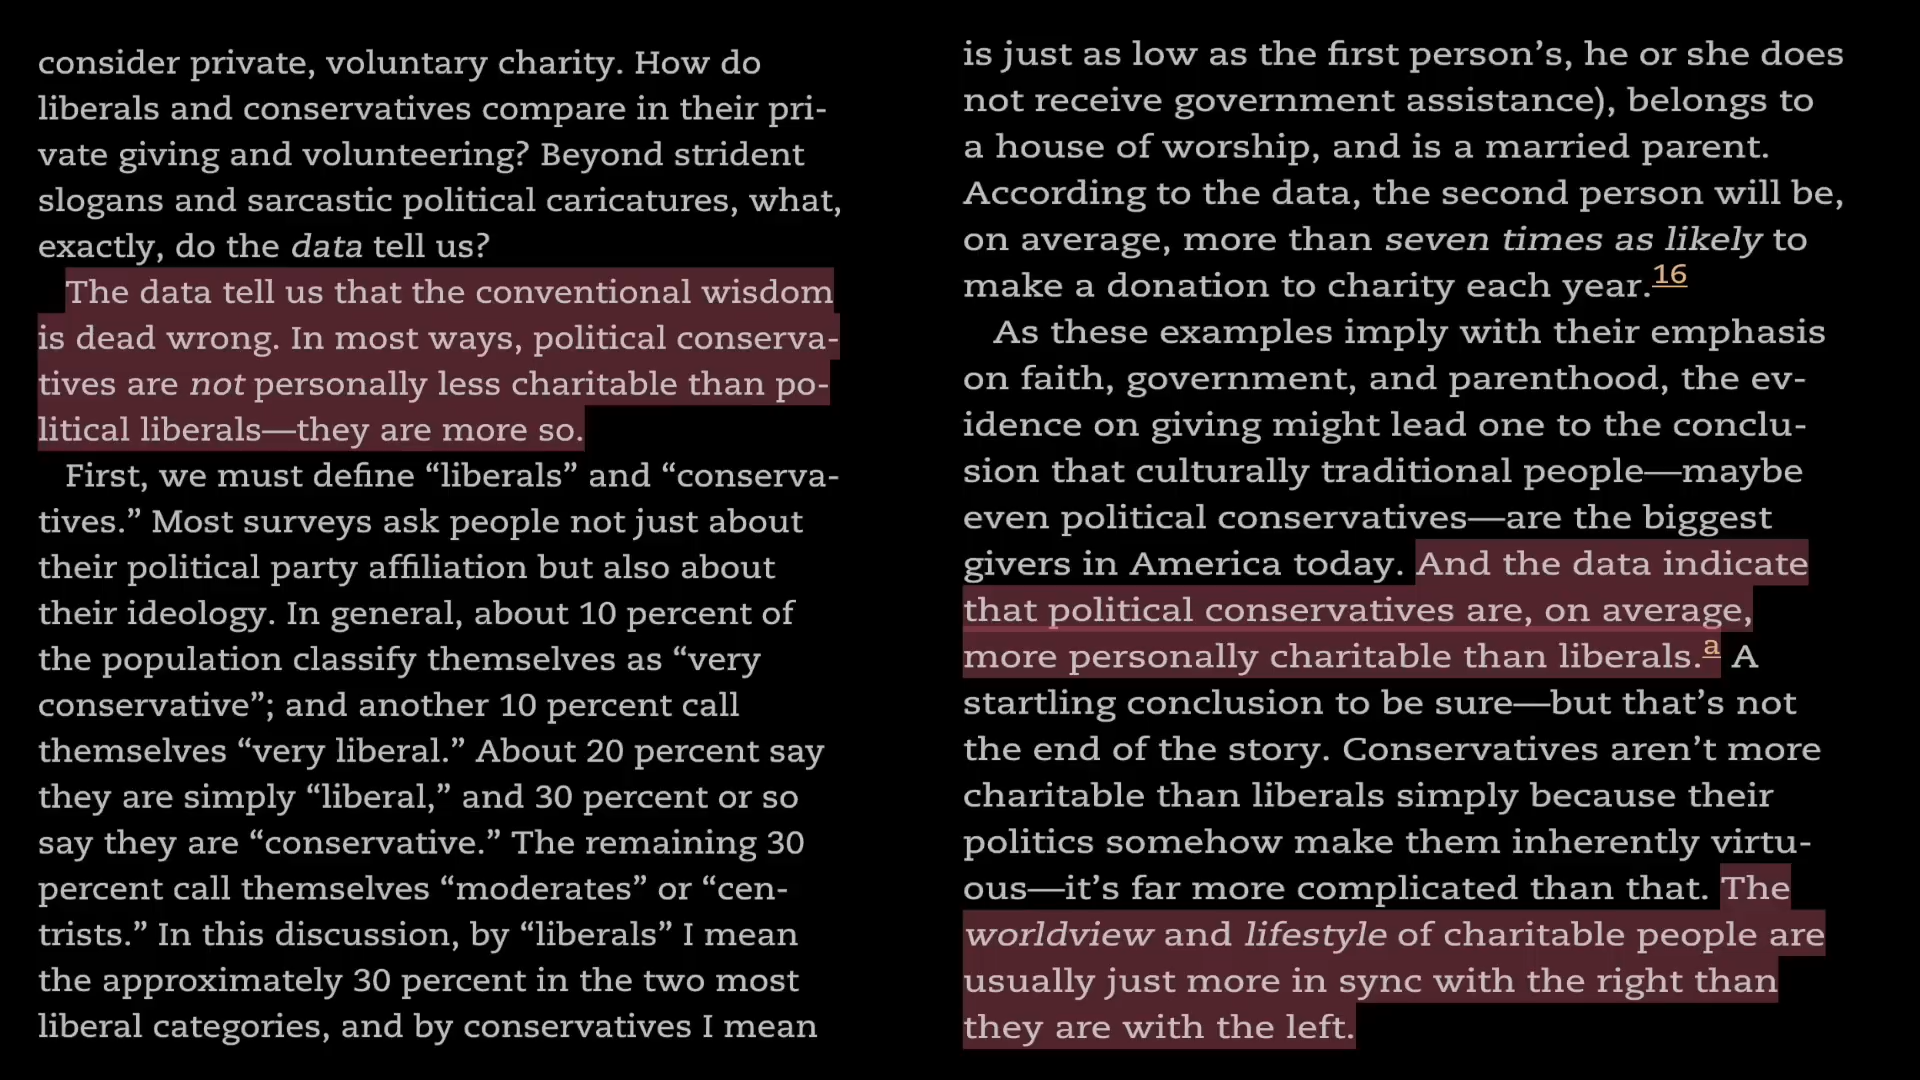 consider private, voluntary charity. How do
liberals and conservatives compare in their pri-
vate giving and volunteering? Beyond strident
slogans and sarcastic political caricatures, what,
exactly, do the data tell us?
The data tell us that the conventional wisdom
is dead wrong. In most ways, political conserva-
tives are not personally less charitable than po-
litical liberals—they are more so.
First, we must define “liberals” and “conserva-
tives.” Most surveys ask people not just about
their political party affiliation but also about
their ideology. In general, about 10 percent of
the population classify themselves as “very
conservative”; and another 10 percent call
themselves “very liberal.” About 20 percent say
they are simply “liberal,” and 30 percent or so
say they are “conservative.” The remaining 30
percent call themselves “moderates” or “cen-
trists.” In this discussion, by “liberals” I mean
the approximately 30 percent in the two most
liberal categories, and by conservatives I mean
is just as low as the first person’s, he or she does
not receive government assistance), belongs to
a house of worship, and is a married parent.
According to the data, the second person will be,
on average, more than seven times as likely to
make a donation to charity each year.16
As these examples imply with their emphasis
on faith, government, and parenthood, the ev-
idence on giving might lead one to the conclu-
sion that culturally traditional people—maybe
even political conservatives—are the biggest
givers in America today. And the data indicate
that political conservatives are, on average,
more personally charitable than liberals.a A
startling conclusion to be sure—but that’s not
the end of the story. Conservatives aren’t more
charitable than liberals simply because their
politics somehow make them inherently virtu-
ous—it’s far more complicated than that. The
worldview and lifestyle of charitable people are
usually just more in sync with the right than
they are with the left.